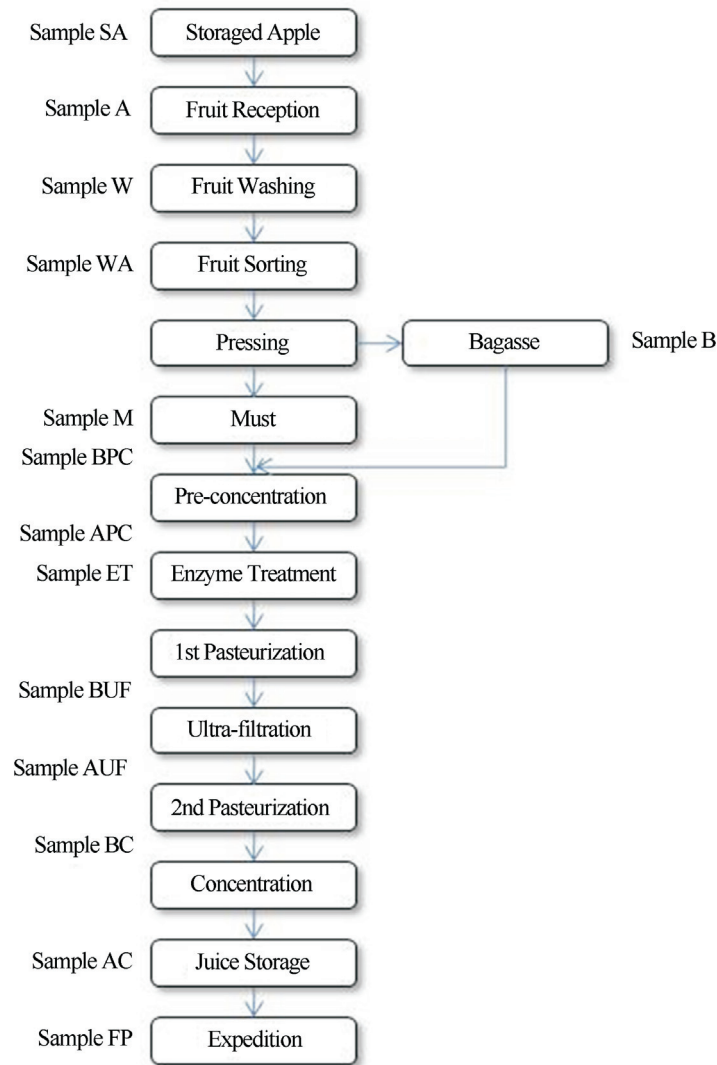 Sample SA
Storaged Apple
Sample A
Fruit Reception
Sample W
Fruit Washing
Sample WA
Fruit Sorting
Pressing
Bagasse
Sample B
Sample M
Must
Sample BPC
Pre-concentration
Sample APC
Sample ET
Enzyme Treatment
1st Pasteurization
Sample BUF
Ultra-filtration
Sample AUF
2nd Pasteurization
Sample BC
Concentration
Sample AC
Juice Storage
Sample FP
Expedition